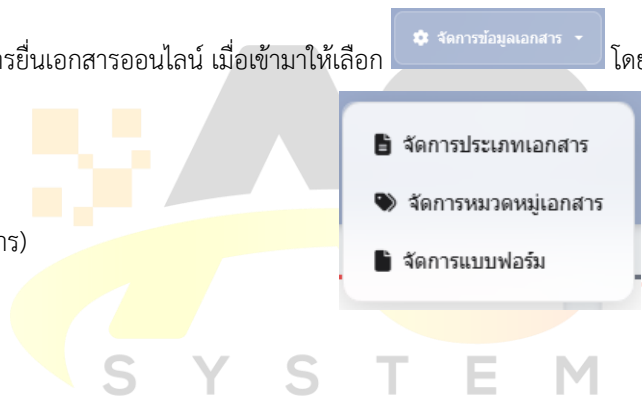 รยื่นเอกสารออนไลน์ เมื่อเข้ามาให้เลือก จัดการข้อมูลเอกสาร โดย
จัดการประเภทเอกสาร
จัดการหมวดหมู่เอกสาร
าร)
จัดการแบบฟอร์ม
SYSTEM